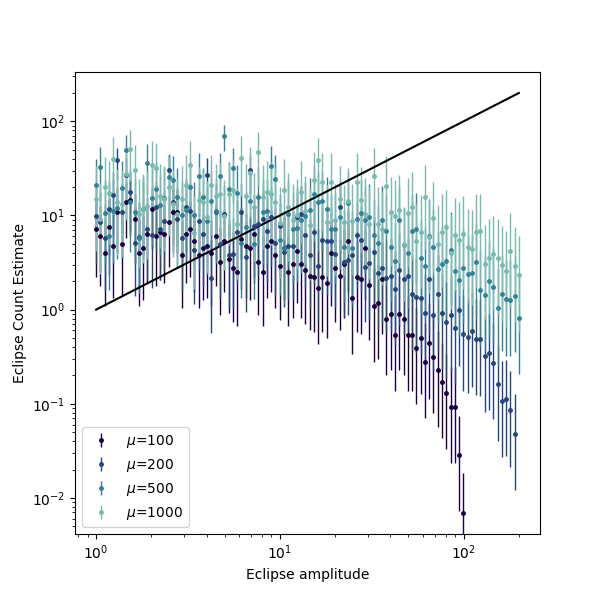 Eclipse Count Estimate
10²
10¹
10⁰
10⁻¹
10⁻²
μ=100
μ=200
μ=500
μ=1000
10⁰ 10¹ 10²
Eclipse amplitude